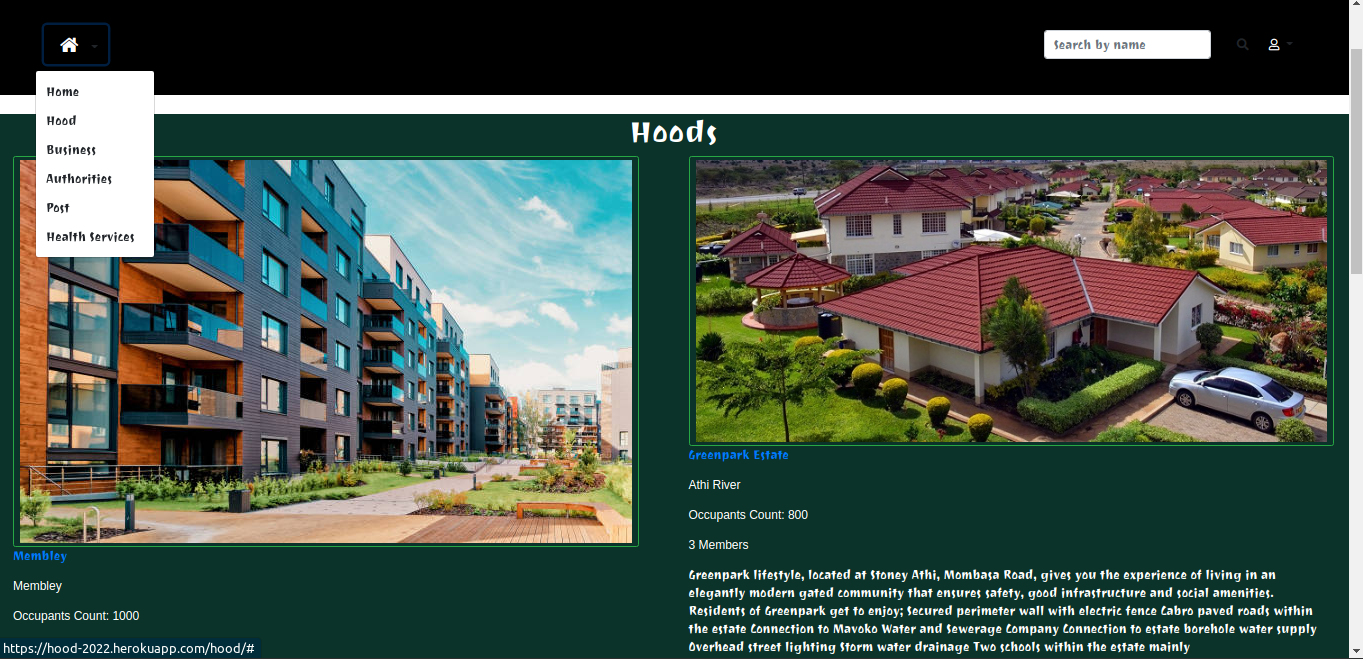 Search by name
Home
Hood
Business
Authorities
Post
Health Services
Hoods
Membley
Membley
Occupants Count: 1000
Greenpark Estate
Athi River
Occupants Count: 800
3 Members
Greenpark lifestyle, located at Stoney Athi, Mombasa Road, gives you the experience of living in an
elegantly modern gated community that ensures safety, good infrastructure and social amenities.
Residents of Greenpark get to enjoy; Secured perimeter wall with electric fence Cabro paved roads within
the estate Connection to Mavoko Water and Sewerage Company Connection to estate borehole water supply
Overhead street lighting Storm water drainage Two schools within the estate mainly
https://hood-2022.herokuapp.com/hood/#